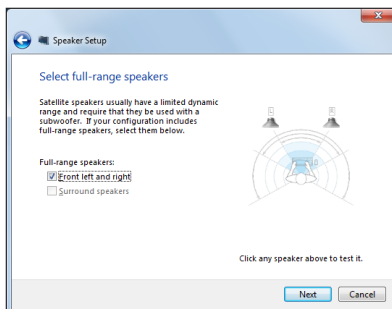 Speaker Setup
Select full-range speakers
Satellite speakers usually have a limited dynamic
range and require that they be used with a
subwoofer. If your configuration includes
full-range speakers, select them below.
Full-range speakers:
Front left and right
Surround speakers
L R
Click any speaker above to test it.
Next Cancel